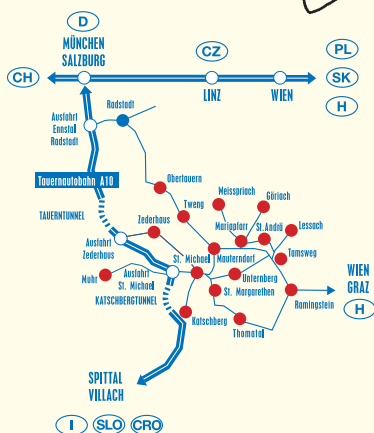 D
MÜNCHEN
SALZBURG
CH
CZ
PL
SK
H
LINZ
WIEN
Ausfahrt
Ennstal
Radstadt
Radstadt
Tauernautobahn A10
Obertauern
TAUERNTUNNEL
Tweng
Meisspriach
Göriach
Zederhaus
Mariapfarr
St.Andrä
Lessach
Ausfahrt
Zederhaus
St. Michael
Mauterndorf
Tamsweg
Muhr
Ausfahrt
St. Michael
Unternberg
St. Margarethen
WIEN
GRAZ
H
KATSCHBERGTUNNEL
Katschberg
Thomatal
Ramingstein
SPITTAL
VILLACH
I
SLO
CRO